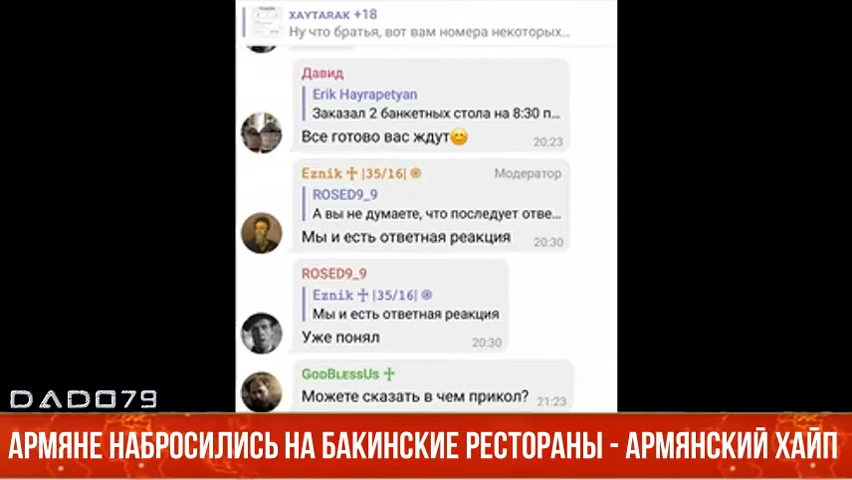 XAYTARAK +18
Ну что братья, вот вам номера некоторых...
Давид
Erik Hayrapetyan
Заказал 2 банкетных стола на 8:30 п...
Все готово вас ждут😊
20:23
Eznik ☩ |35/16| ֍
Модератор
ROSED9_9
А вы не думаете, что последует отве...
Мы и есть ответная реакция
20:30
ROSED9_9
Eznik ☩ |35/16| ֍
Мы и есть ответная реакция
Уже понял
20:30
GodBlessUs ☩
Можете сказать в чем прикол?
21:23
DADO79
АРМЯНЕ НАБРОСИЛИСЬ НА БАКИНСКИЕ РЕСТОРАНЫ - АРМЯНСКИЙ ХАЙП